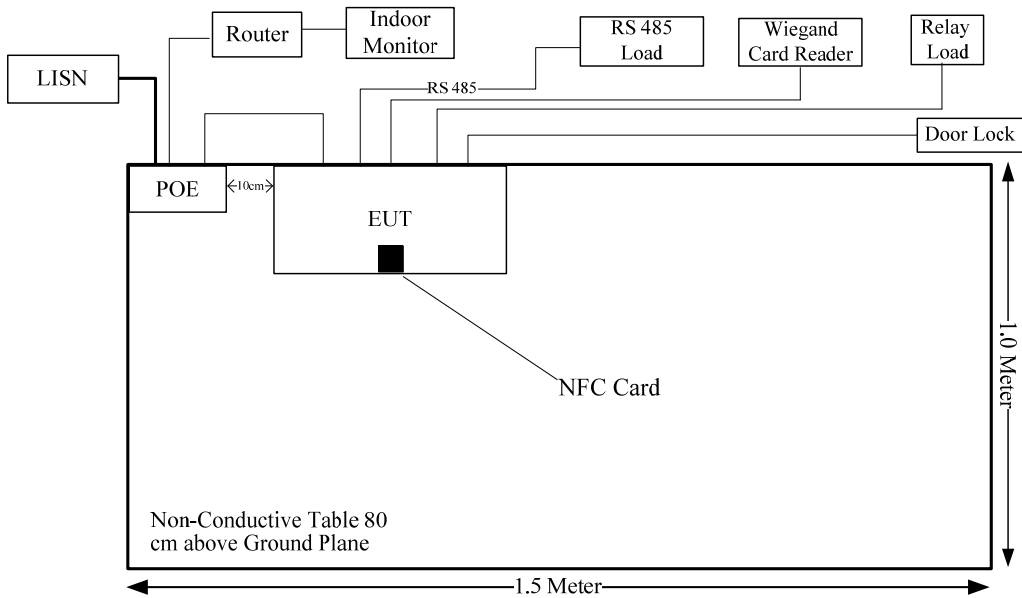 Indoor
Monitor
Router
RS 485
Load
Wiegand
Card Reader
Relay
Load
LISN
RS 485
Door Lock
POE
10cm
EUT
NFC Card
1.0 Meter
Non-Conductive Table 80
cm above Ground Plane
1.5 Meter